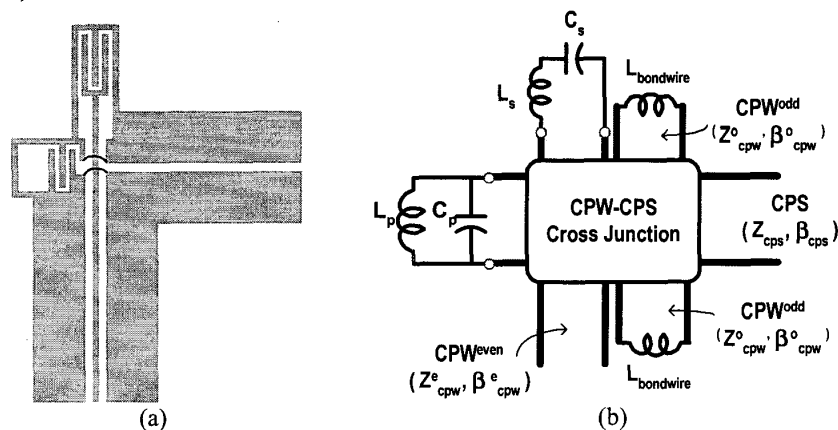 C_s
L_s
L_bondwire
CPW^odd
(Z^o_cpw, β^o_cpw)
L_p
C_p
CPW-CPS
Cross Junction
CPS
(Z_cps, β_cps)
CPW^even
(Z^e_cpw, β^e_cpw)
L_bondwire
CPW^odd
(Z^o_cpw, β^o_cpw)
(a)
(b)